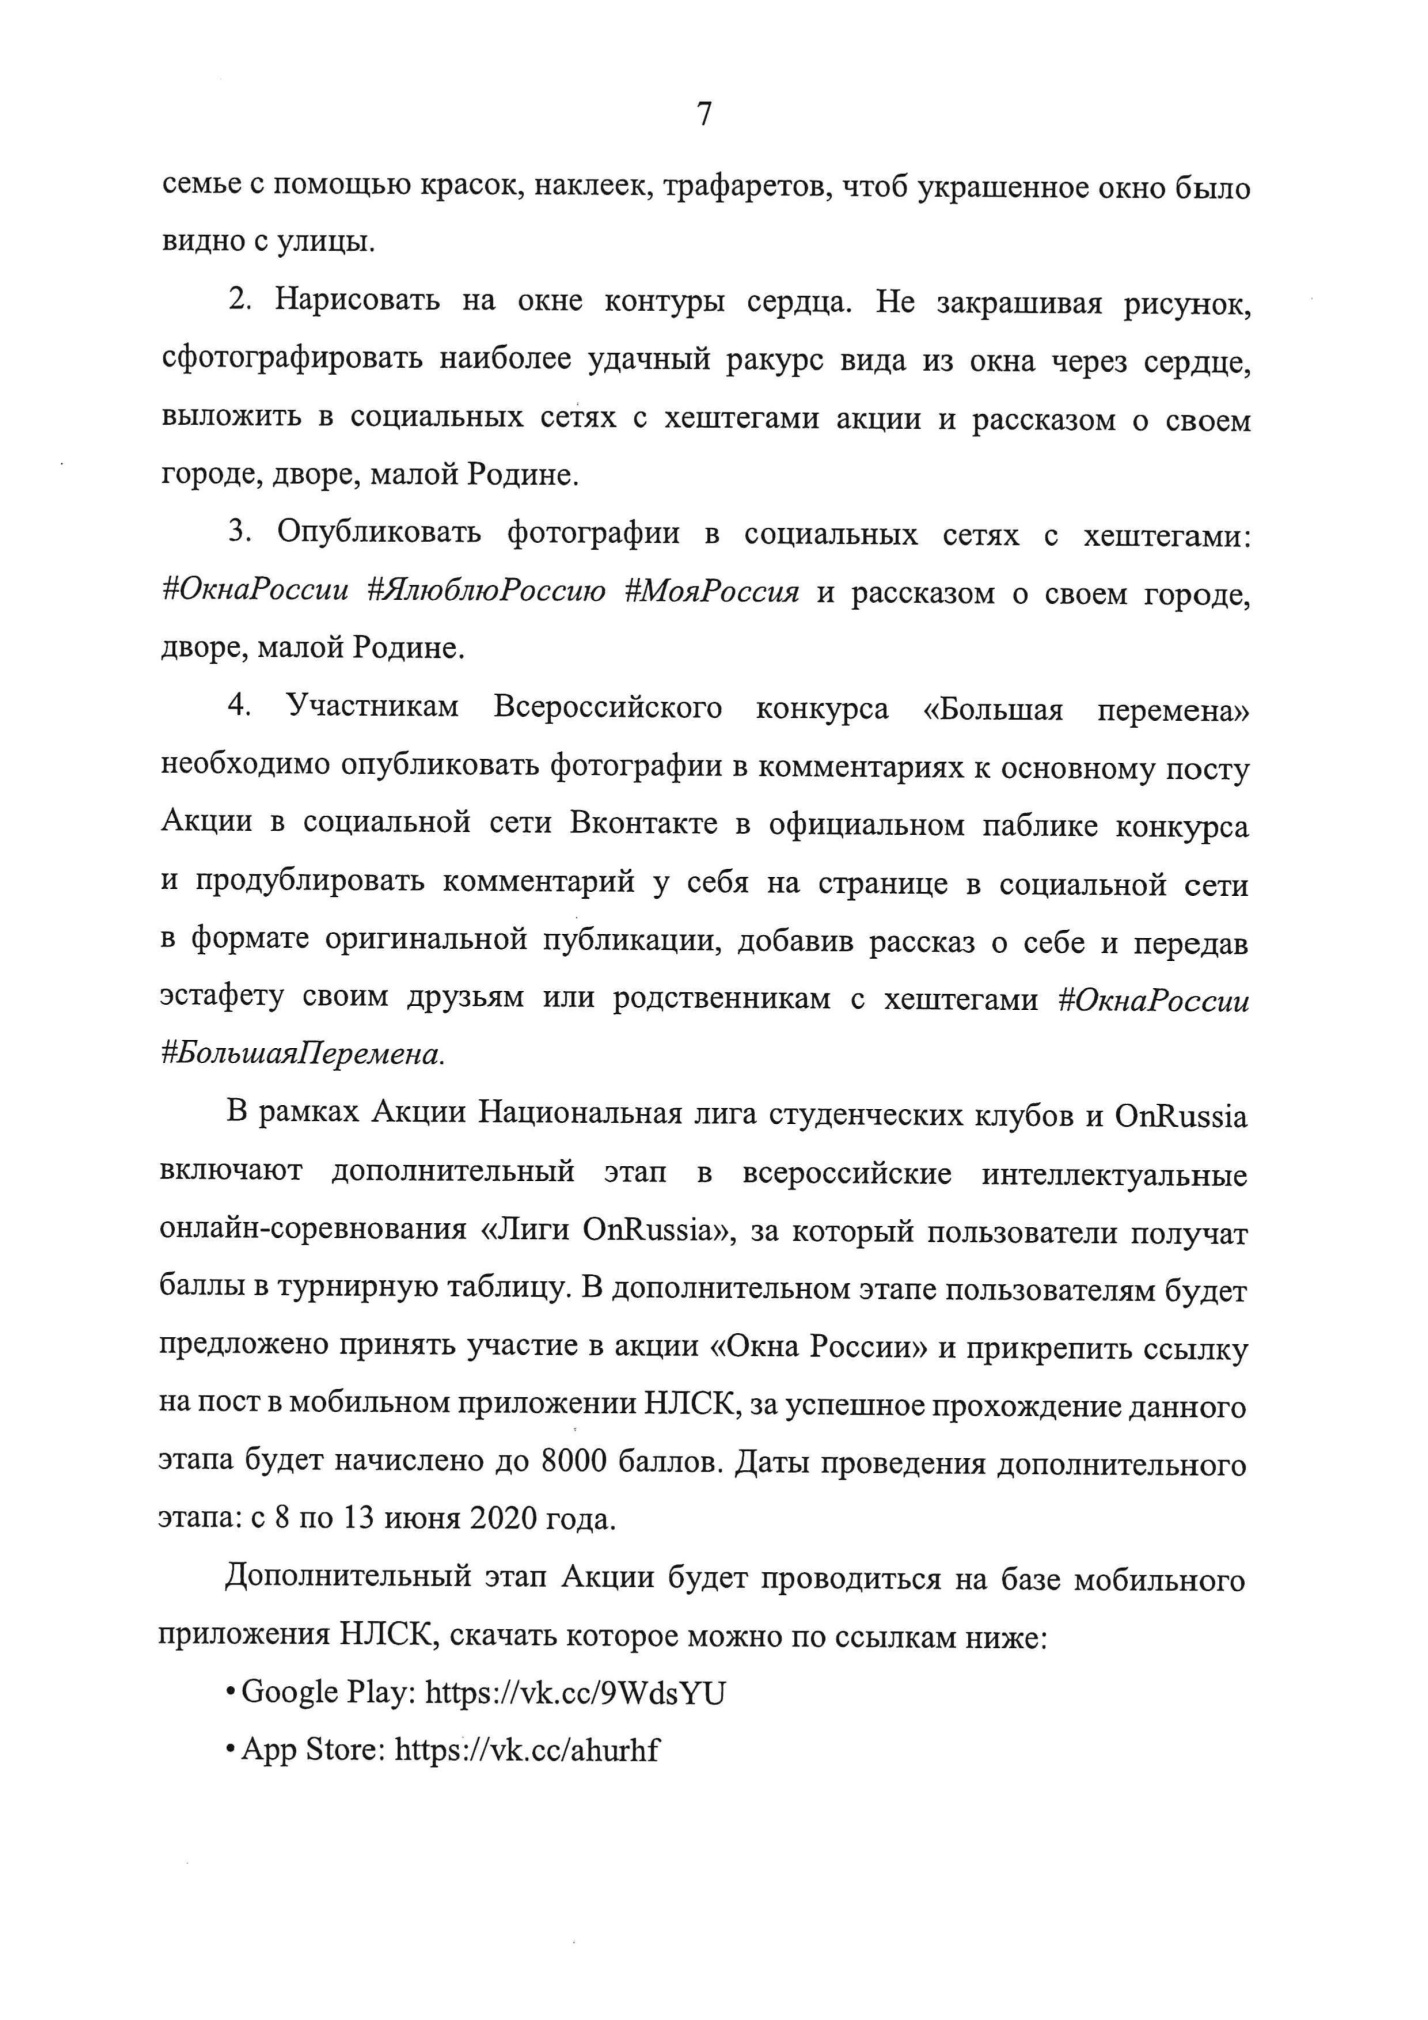 7
семье с помощью красок, наклеек, трафаретов, чтоб украшенное окно было
видно с улицы.
2. Нарисовать на окне контуры сердца. Не закрашивая рисунок,
сфотографировать наиболее удачный ракурс вида из окна через сердце,
выложить в социальных сетях с хештегами акции и рассказом о своем
городе, дворе, малой Родине.
3. Опубликовать фотографии в социальных сетях с хештегами:
#ОкнаРоссии #ЯлюблюРоссию #МояРоссия и рассказом о своем городе,
дворе, малой Родине.
4. Участникам Всероссийского конкурса «Большая перемена»
необходимо опубликовать фотографии в комментариях к основному посту
Акции в социальной сети Вконтакте в официальном паблике конкурса
и продублировать комментарий у себя на странице в социальной сети
в формате оригинальной публикации, добавив рассказ о себе и передав
эстафету своим друзьям или родственникам с хештегами #ОкнаРоссии
#БольшаяПеремена.
В рамках Акции Национальная лига студенческих клубов и OnRussia
включают дополнительный этап в всероссийские интеллектуальные
онлайн-соревнования «Лиги OnRussia», за который пользователи получат
баллы в турнирную таблицу. В дополнительном этапе пользователям будет
предложено принять участие в акции «Окна России» и прикрепить ссылку
на пост в мобильном приложении НЛСК, за успешное прохождение данного
этапа будет начислено до 8000 баллов. Даты проведения дополнительного
этапа: с 8 по 13 июня 2020 года.
Дополнительный этап Акции будет проводиться на базе мобильного
приложения НЛСК, скачать которое можно по ссылкам ниже:
• Google Play: https://vk.cc/9WdsYU
• App Store: https://vk.cc/ahurhf